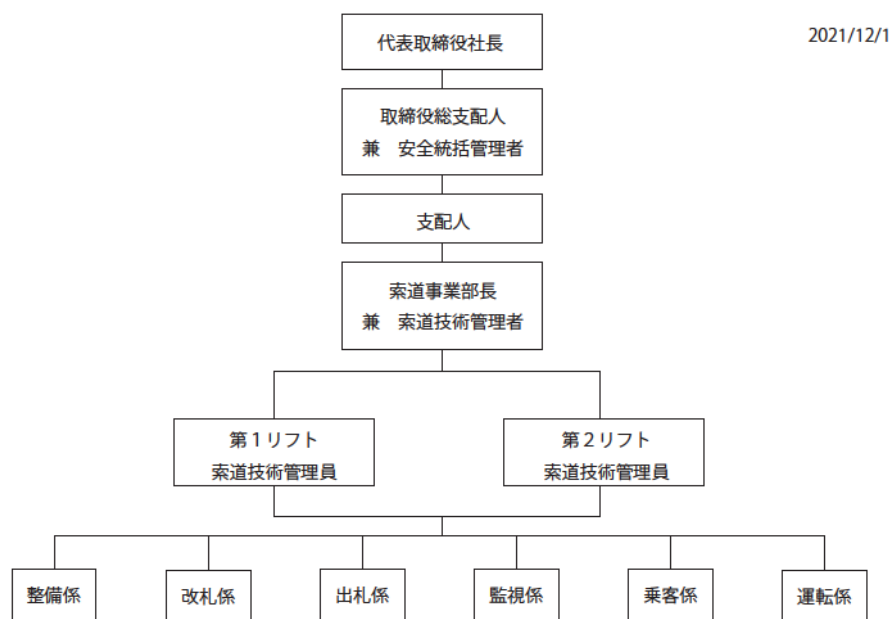 2021/12/1
代表取締役社長
取締役総支配人
兼　安全統括管理者
支配人
索道事業部長
兼　索道技術管理者
第１リフト
索道技術管理員
第２リフト
索道技術管理員
整備係
改札係
出札係
監視係
乗客係
運転係